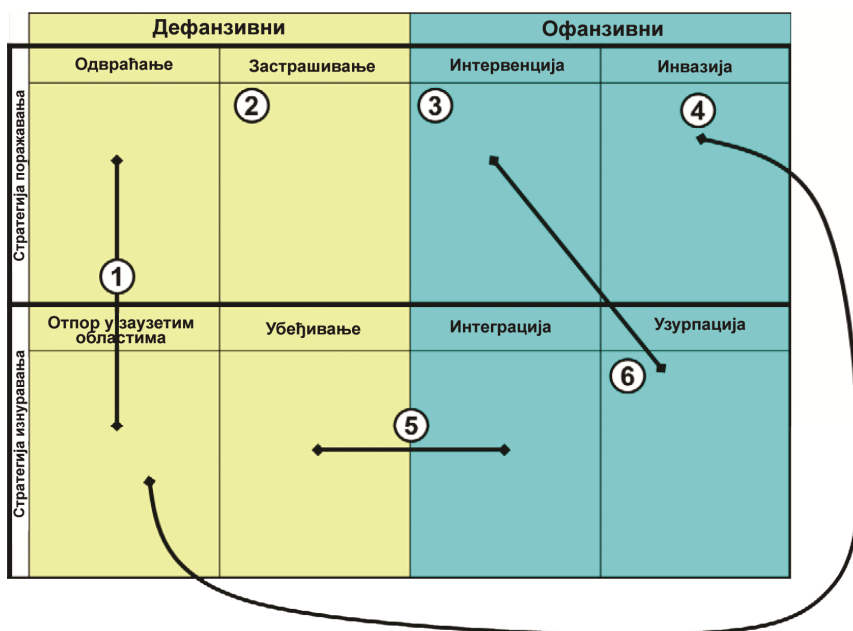 Дефанзивни
Офанзивни
Одвраћање
Застрашивање
Интервенција
Инвазија
Стратегија поражавања
2
3
4
1
Отпор у заузетим
областима
Убеђивање
Интеграција
Узурпација
Стратегија изнуравања
6
5